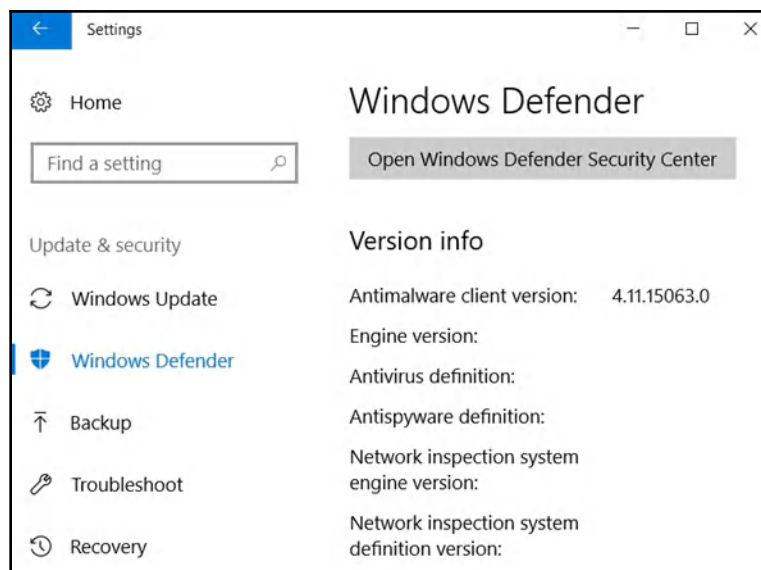 Settings
Home
Find a setting
Update & security
Windows Update
Windows Defender
Backup
Troubleshoot
Recovery
Windows Defender
Open Windows Defender Security Center
Version info
Antimalware client version: 4.11.15063.0
Engine version:
Antivirus definition:
Antispyware definition:
Network inspection system
engine version:
Network inspection system
definition version: